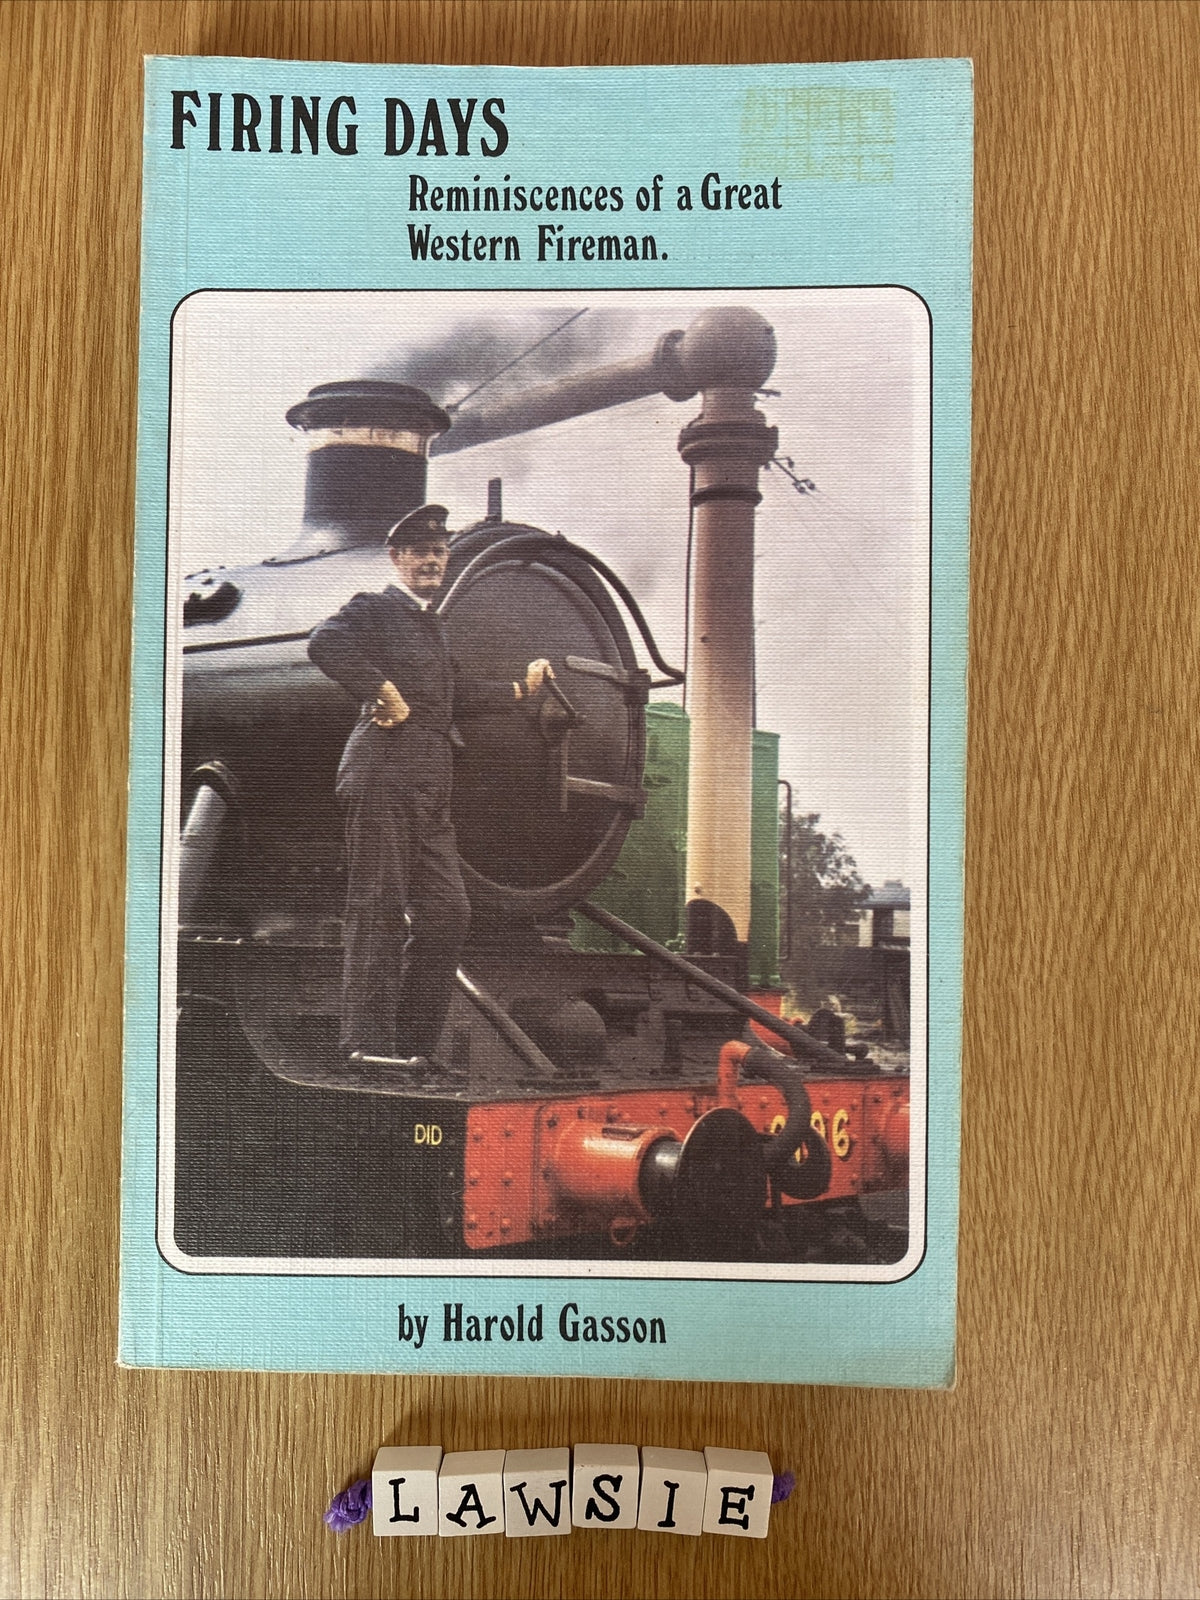 FIRING DAYS
Reminiscences of a Great
Western Fireman.
DID
by Harold Gasson
LAWSIE